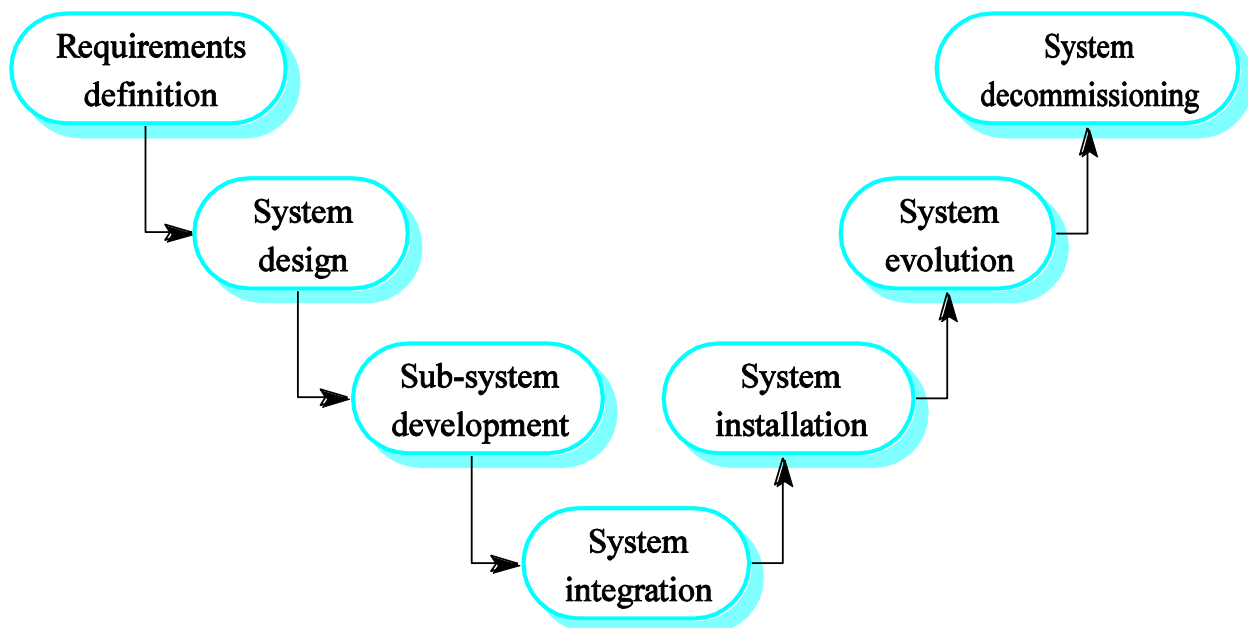 Requirements
definition
System
design
Sub-system
development
System
integration
System
installation
System
evolution
System
decommissioning